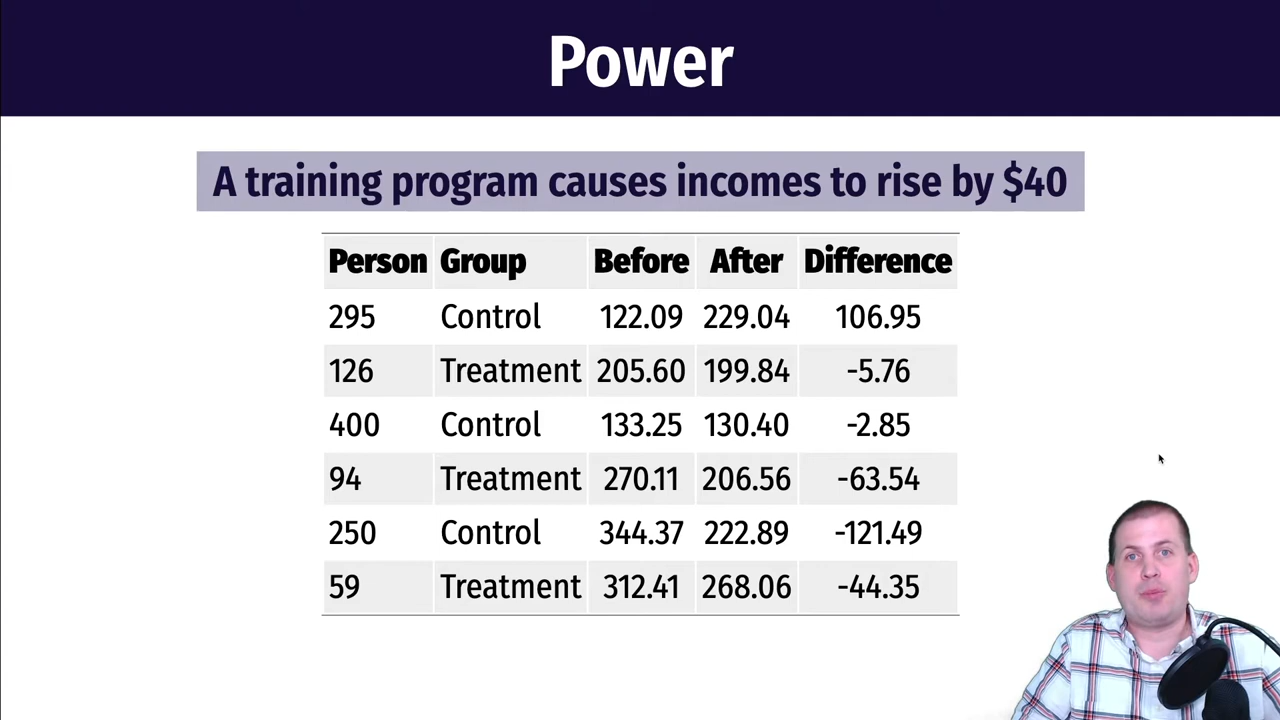 Power
A training program causes incomes to rise by $40
Person Group Before After Difference
295 Control 122.09 229.04 106.95
126 Treatment 205.60 199.84 -5.76
400 Control 133.25 130.40 -2.85
94 Treatment 270.11 206.56 -63.54
250 Control 344.37 222.89 -121.49
59 Treatment 312.41 268.06 -44.35